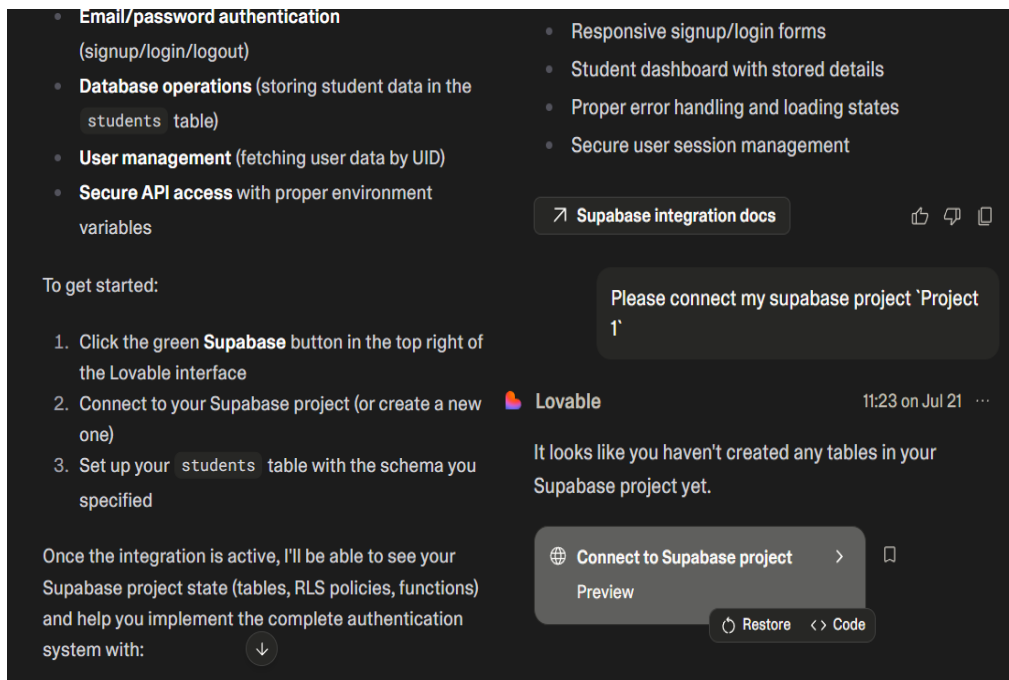 Email/password authentication
(signup/login/logout)
Database operations (storing student data in the
students table)
User management (fetching user data by UID)
Secure API access with proper environment
variables
To get started:
1. Click the green Supabase button in the top right of
the Lovable interface
2. Connect to your Supabase project (or create a new
one)
3. Set up your students table with the schema you
specified
Once the integration is active, I'll be able to see your
Supabase project state (tables, RLS policies, functions)
and help you implement the complete authentication
system with:
Responsive signup/login forms
Student dashboard with stored details
Proper error handling and loading states
Secure user session management
Supabase integration docs
Please connect my supabase project `Project
1`
Lovable 11:23 on Jul 21
It looks like you haven't created any tables in your
Supabase project yet.
Connect to Supabase project
Preview
Restore <> Code